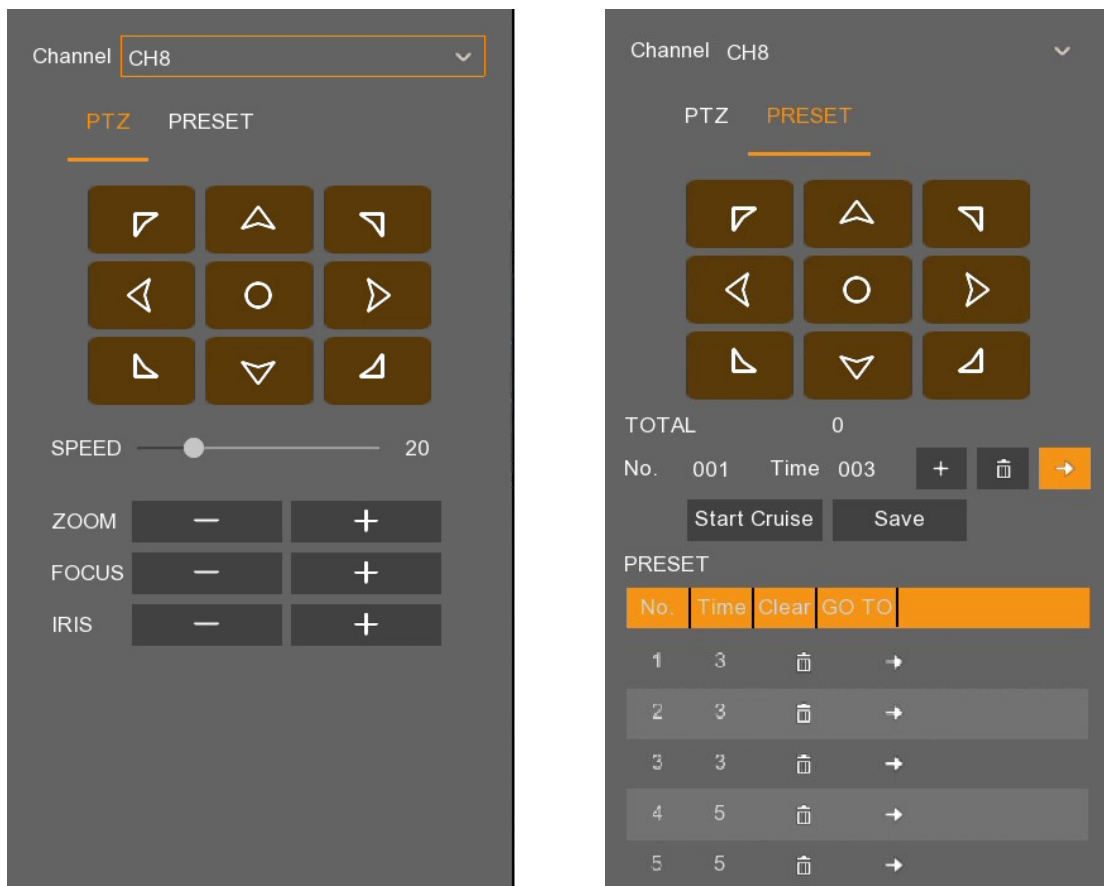 Channel CH8
PTZ PRESET
SPEED 20
ZOOM
FOCUS
IRIS
Channel CH8
PTZ PRESET
TOTAL 0
No. 001 Time 003
Start Cruise Save
PRESET
No. Time Clear GO TO
1 3
2 3
3 3
4 5
5 5